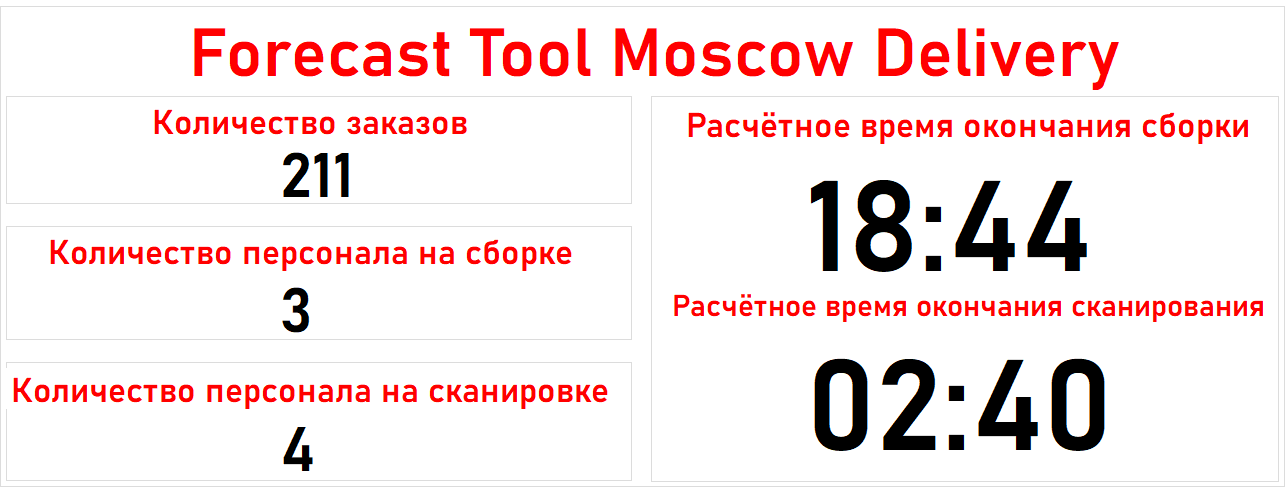 Forecast Tool Moscow Delivery
Количество заказов
211
Количество персонала на сборке
3
Количество персонала на сканировке
4
Расчётное время окончания сборки
18:44
Расчётное время окончания сканирования
02:40